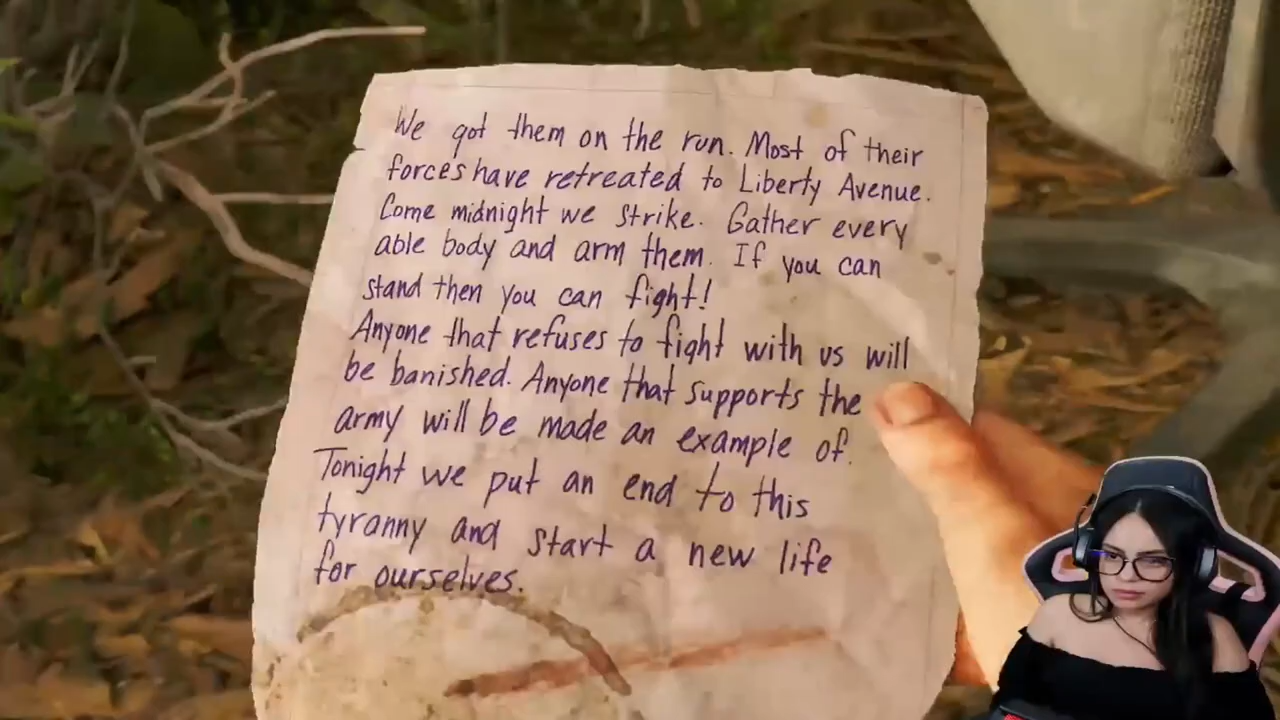 We got them on the run. Most of their
forces have retreated to Liberty Avenue.
Come midnight we strike. Gather every
able body and arm them. If you can
stand then you can fight!
Anyone that refuses to fight with us will
be banished. Anyone that supports the
army will be made an example of.
Tonight we put an end to this
tyranny and start a new life
for ourselves.